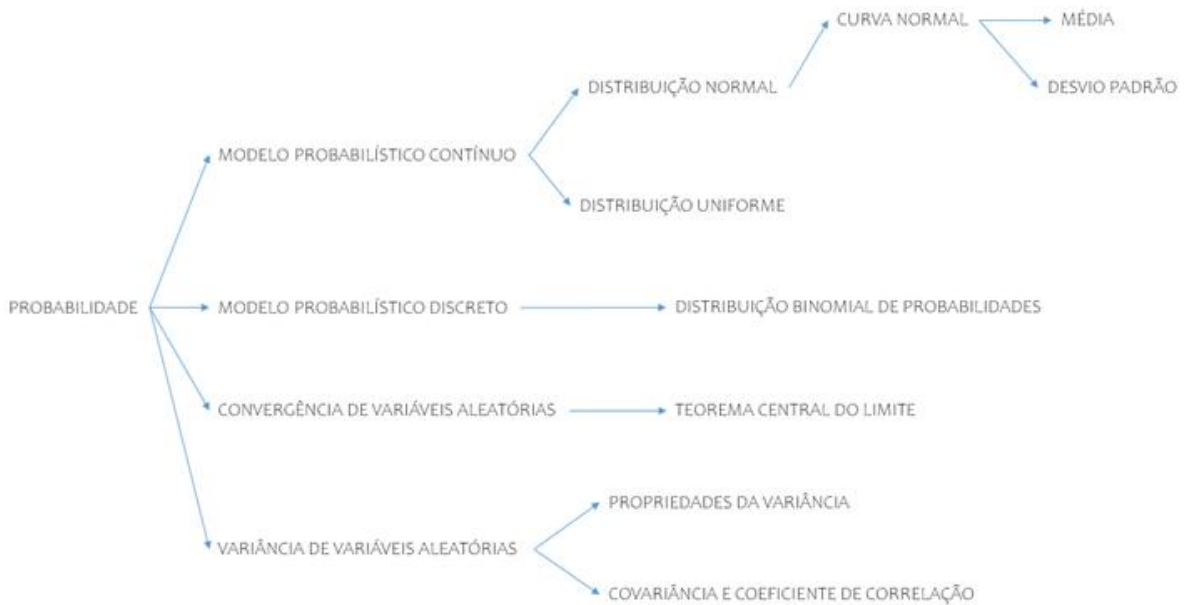 CURVA NORMAL
MÉDIA
DISTRIBUIÇÃO NORMAL
DESVIO PADRÃO
MODELO PROBABILÍSTICO CONTÍNUO
DISTRIBUIÇÃO UNIFORME
PROBABILIDADE
MODELO PROBABILÍSTICO DISCRETO
DISTRIBUIÇÃO BINOMIAL DE PROBABILIDADES
CONVERGÊNCIA DE VARIÁVEIS ALEATÓRIAS
TEOREMA CENTRAL DO LIMITE
PROPRIEDADES DA VARIÂNCIA
VARIÂNCIA DE VARIÁVEIS ALEATÓRIAS
COVARIÂNCIA E COEFICIENTE DE CORRELAÇÃO